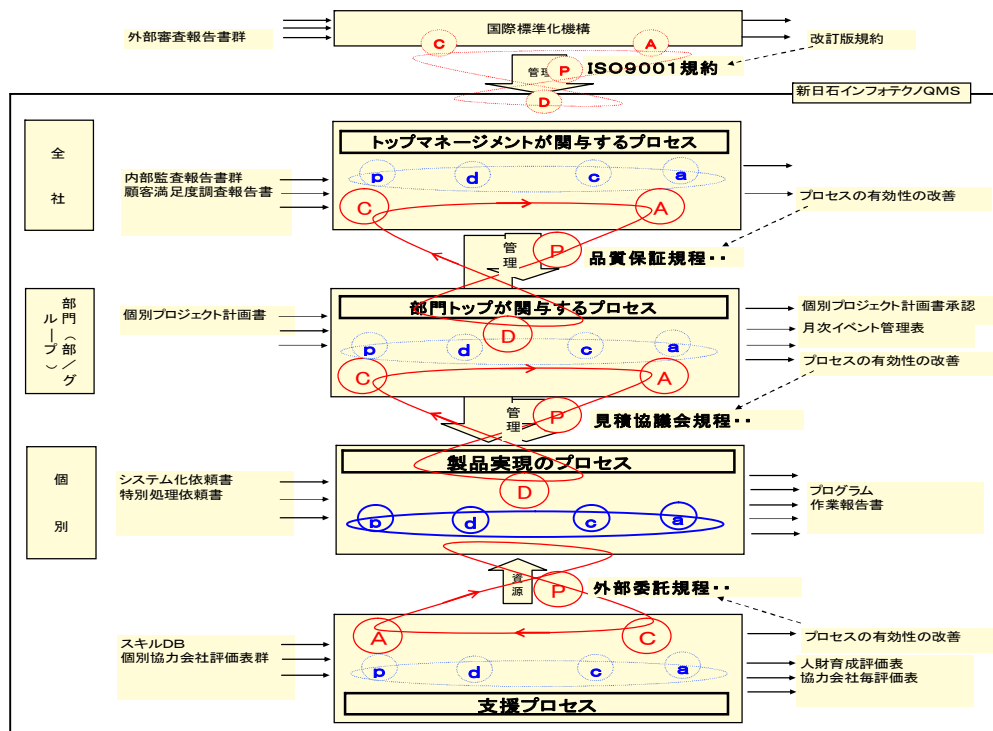 国際標準化機構
外部審査報告書群
C
A
改訂版規約
管理
P
ISO9001規約
D
新日石インフォテクノQMS
全社
トップマネージメントが関与するプロセス
p
d
c
a
内部監査報告書群
顧客満足度調査報告書
プロセスの有効性の改善
C
A
管理
P
品質保証規程・・
部門（部/グループ）
部門トップが関与するプロセス
個別プロジェクト計画書
個別プロジェクト計画書承認
月次イベント管理表
D
p
d
c
a
プロセスの有効性の改善
C
A
管理
P
見積協議会規程・・
個別
製品実現のプロセス
システム化依頼書
特別処理依頼書
D
プログラム
作業報告書
p
d
c
a
資源
P
外部委託規程・・
A
C
スキルDB
個別協力会社評価表群
プロセスの有効性の改善
p
d
c
a
人財育成評価表
協力会社毎評価表
支援プロセス